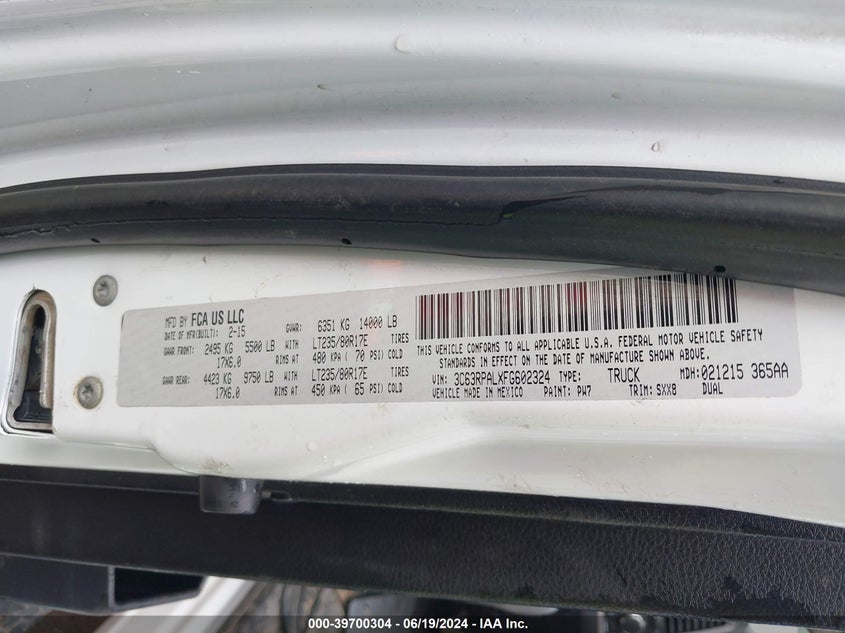 MFD BY FCA US LLC
DATE OF MFR(BUILT): 2-15 GVWR: 6351 KG 14000 LB
GAWR FRONT: 2495 KG 5500 LB WITH LT235/80R17E TIRES
17X6.0 RIMS AT 480 KPA ( 70 PSI) COLD
GAWR REAR: 4423 KG 9750 LB WITH LT235/80R17E TIRES
17X6.0 RIMS AT 450 KPA ( 65 PSI) COLD
THIS VEHICLE CONFORMS TO ALL APPLICABLE U.S.A. FEDERAL MOTOR VEHICLE SAFETY
STANDARDS IN EFFECT ON THE DATE OF MANUFACTURE SHOWN ABOVE.
VIN: 3C63RPALXFG602324 TYPE: TRUCK MDH:021215 365AA
VEHICLE MADE IN MEXICO PAINT: PW7 TRIM: SXX8 DUAL
000-39700304 - 06/19/2024 - IAA Inc.